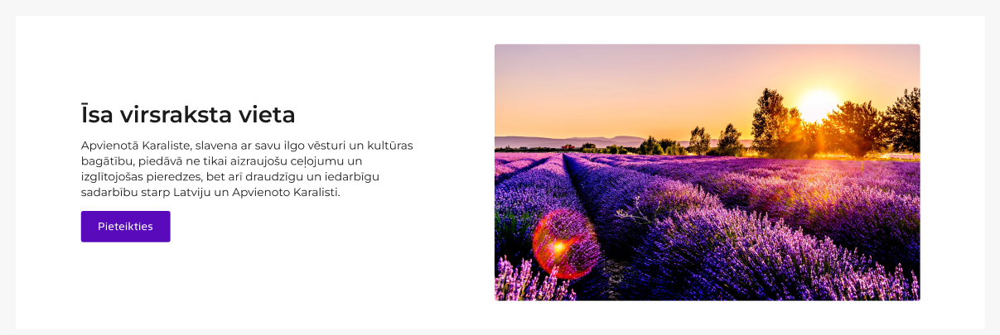 Īsa virsraksta vieta
Apvienotā Karaliste, slavena ar savu ilgo vēsturi un kultūras
bagātību, piedāvā ne tikai aizraujošu ceļojumu un
izglītojošas pieredzes, bet arī draudzīgu un iedarbīgu
sadarbību starp Latviju un Apvienoto Karalisti.
Pieteikties